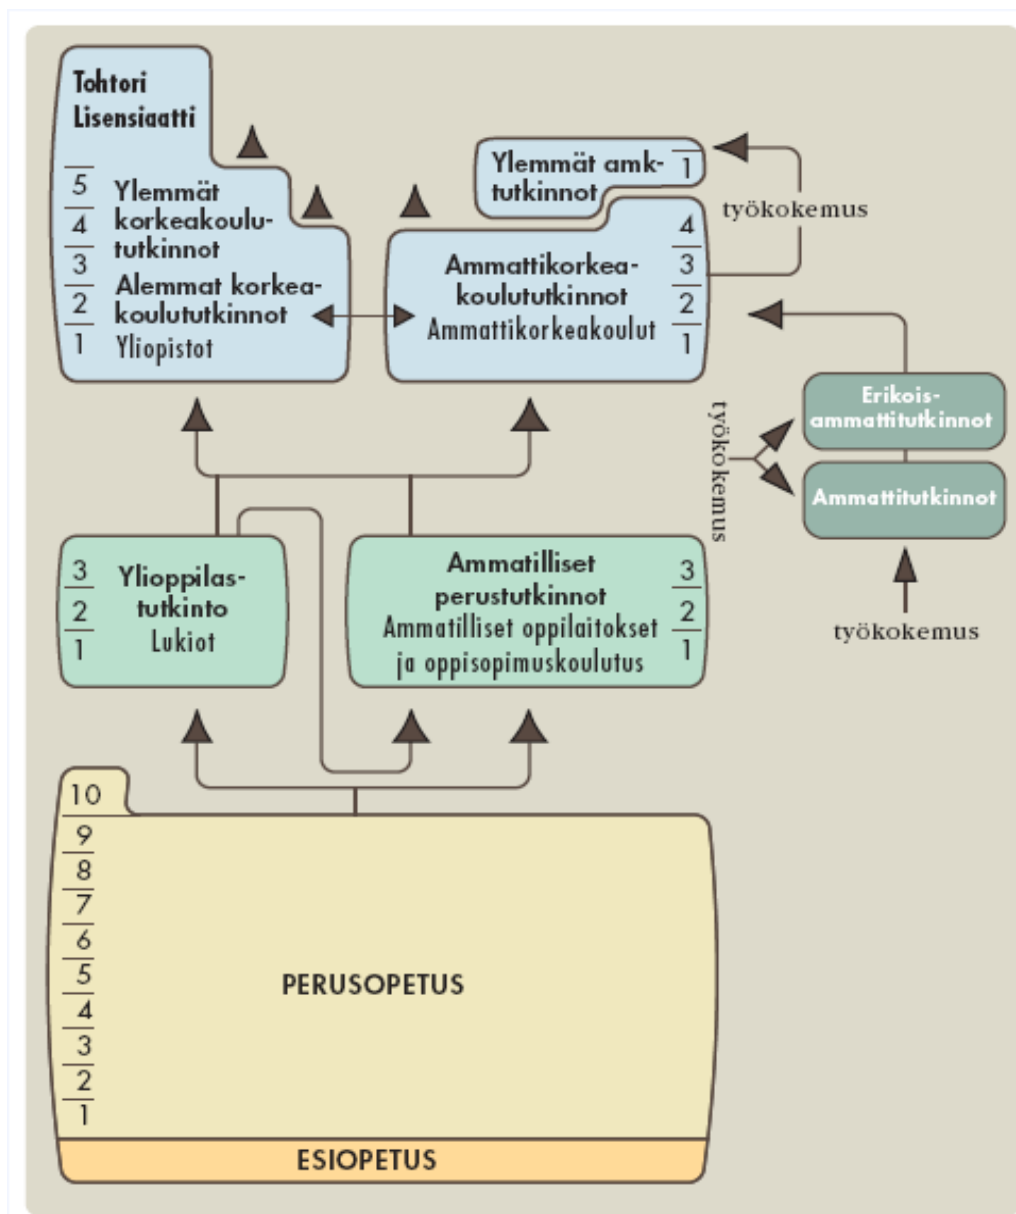 Tohtori
Lisensiaatti
5
4
3
2
1
Ylemmät
korkeakoulu-
tutkinnot
Alemmat korkea-
koulututkinnot
Yliopistot
Ylemmät amk-
tutkinnot
1
työkokemus
Ammattikorkea-
koulututkinnot
Ammattikorkeakoulut
4
3
2
1
Erikois-
ammattitutkinnot
Ammattitutkinnot
työkokemus
työkokemus
3
2
1
Ylioppilas-
tutkinto
Lukiot
Ammatilliset
perustutkinnot
Ammatilliset oppilaitokset
ja oppisopimuskoulutus
3
2
1
10
9
8
7
6
5
4
3
2
1
PERUSOPETUS
ESIOPETUS